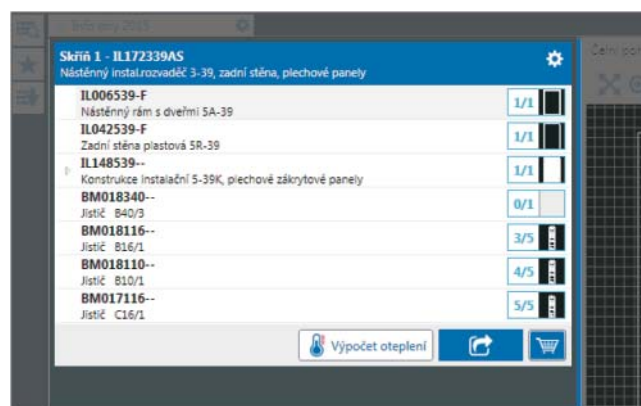 Skříň 1 - IL172339AS
Nástěnný instal.rozvaděč 3-39, zadní stěna, plechové panely
IL006539-F
Nástěnný rám s dveřmi 5A-39
1/1
IL042539-F
Zadní stěna plastová 5R-39
1/1
IL148539--
Konstrukce Instalační 5-39K, plechové zákrytové panely
1/1
BM018340--
Jistič B40/3
0/1
BM018116--
Jistič B16/1
3/5
BM018110--
Jistič B10/1
4/5
BM017116--
Jistič C16/1
5/5
Výpočet oteplení